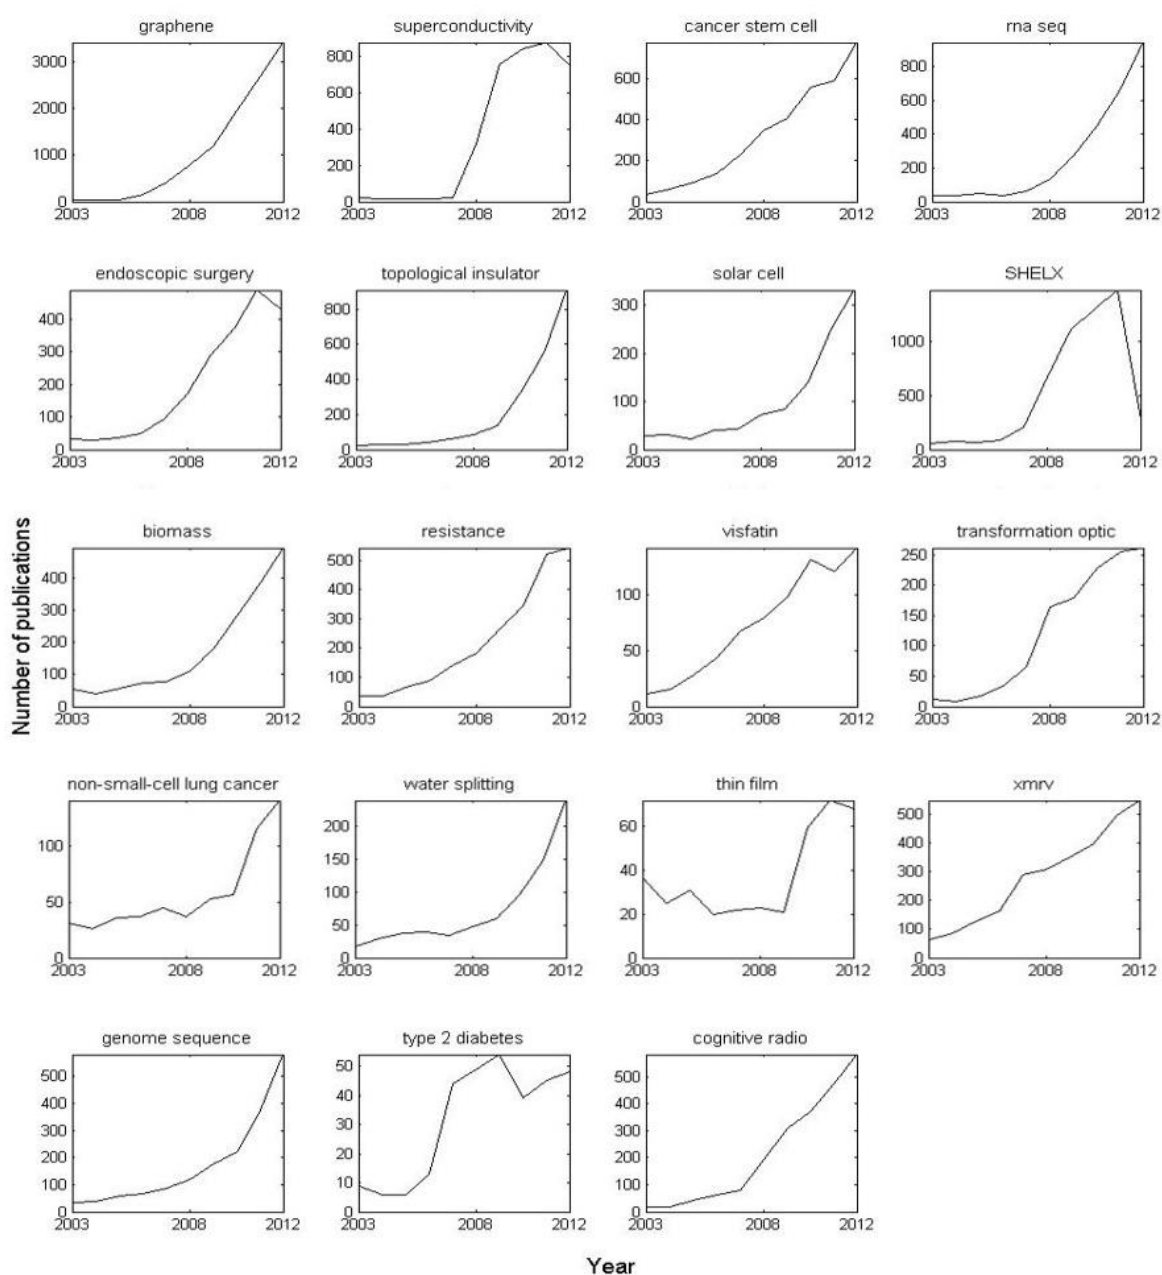 graphene
3000
2000
1000
0
2003 2008 2012
superconductivity
800
600
400
200
0
2003 2008 2012
cancer stem cell
600
400
200
0
2003 2008 2012
rna seq
800
600
400
200
0
2003 2008 2012
endoscopic surgery
400
300
200
100
0
2003 2008 2012
topological insulator
800
600
400
200
0
2003 2008 2012
solar cell
300
200
100
0
2003 2008 2012
SHELX
1000
500
0
2003 2008 2012
Number of publications
biomass
400
300
200
100
0
2003 2008 2012
resistance
500
400
300
200
100
0
2003 2008 2012
visfatin
100
50
0
2003 2008 2012
transformation optic
250
200
150
100
50
0
2003 2008 2012
non-small-cell lung cancer
100
50
0
2003 2008 2012
water splitting
200
150
100
50
0
2003 2008 2012
thin film
60
40
20
0
2003 2008 2012
xmrv
500
400
300
200
100
0
2003 2008 2012
genome sequence
500
400
300
200
100
0
2003 2008 2012
type 2 diabetes
50
40
30
20
10
0
2003 2008 2012
cognitive radio
500
400
300
200
100
0
2003 2008 2012
Year